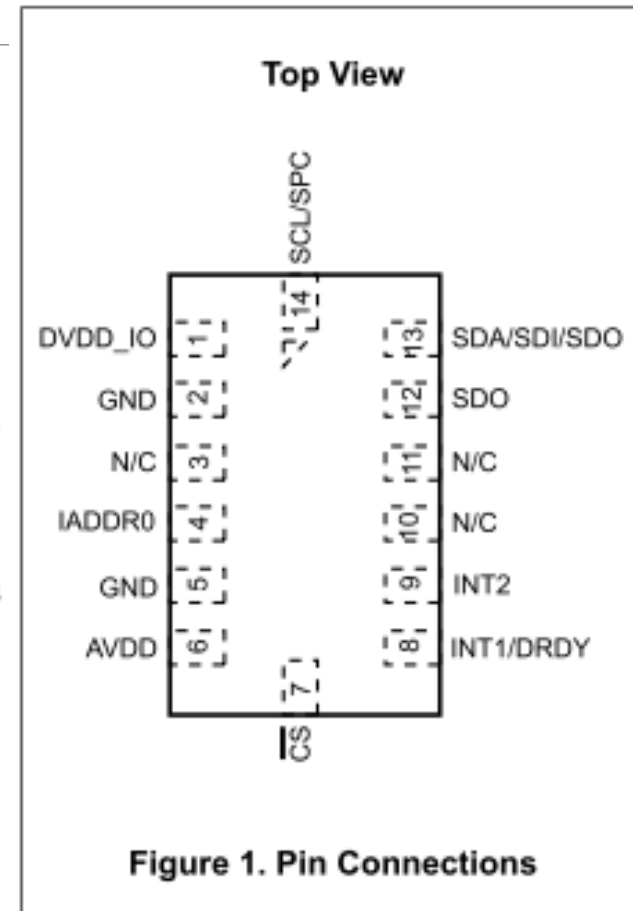 Top View
SCL/SPC
14
DVDD_IO 1
13 SDA/SDI/SDO
GND 2
12 SDO
N/C 3
11 N/C
IADDR0 4
10 N/C
GND 5
9 INT2
AVDD 6
8 INT1/DRDY
7
CS
Figure 1. Pin Connections